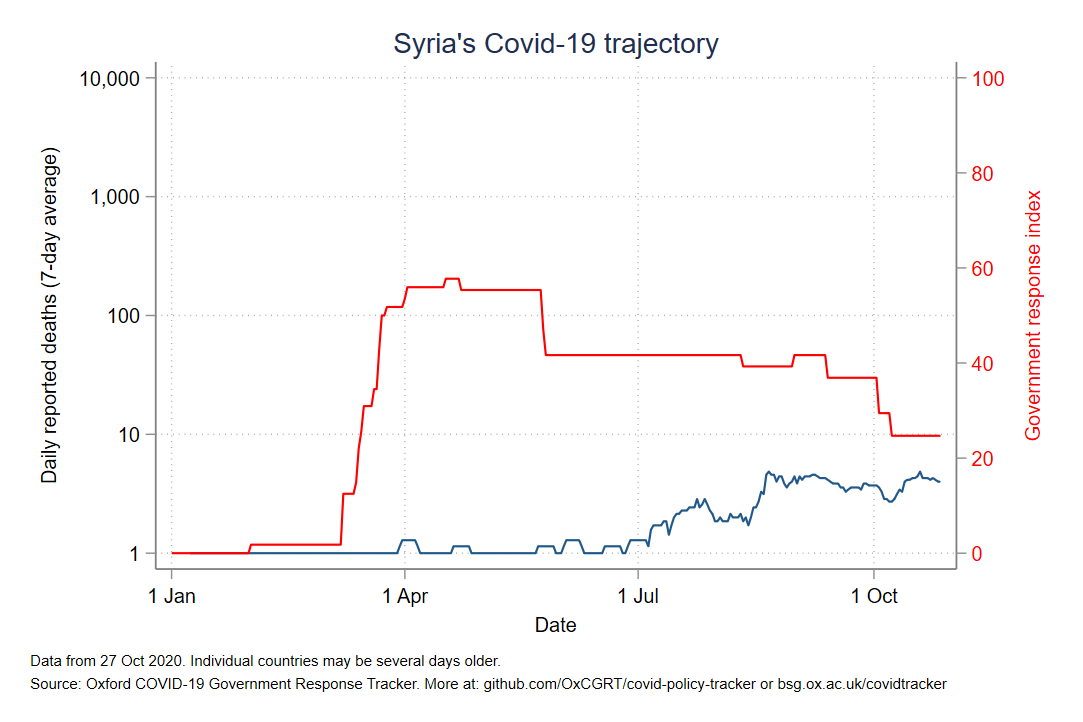 Syria's Covid-19 trajectory
10,000
1,000
100
10
1
Daily reported deaths (7-day average)
100
80
60
40
20
0
Government response index
1 Jan
1 Apr
1 Jul
1 Oct
Date
Data from 27 Oct 2020. Individual countries may be several days older.
Source: Oxford COVID-19 Government Response Tracker. More at: github.com/OxCGRT/covid-policy-tracker or bsg.ox.ac.uk/covidtracker